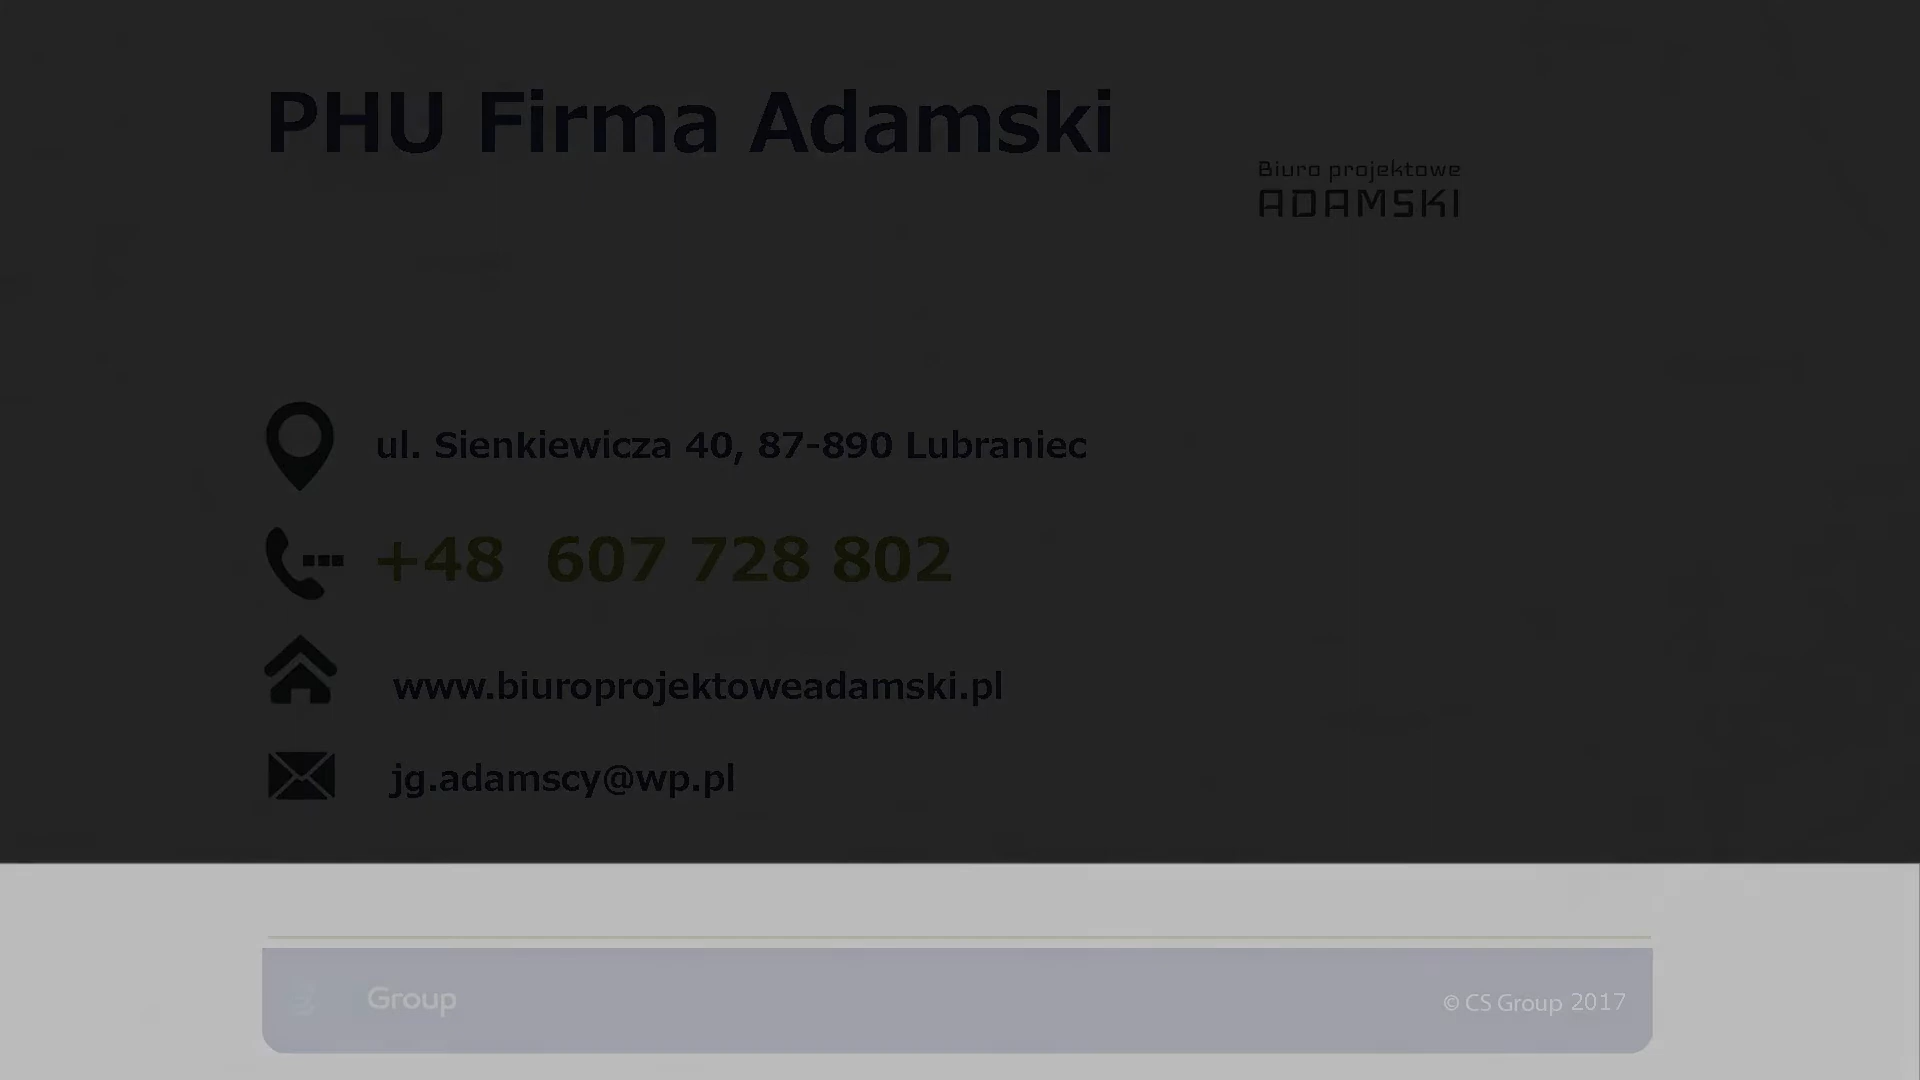 PHU Firma Adamski
Biuro projektowe
ADAMSKI
ul. Sienkiewicza 40, 87-890 Lubraniec
+48 607 728 802
www.biuroprojektoweadamski.pl
jg.adamscy@wp.pl
Group
© CS Group 2017